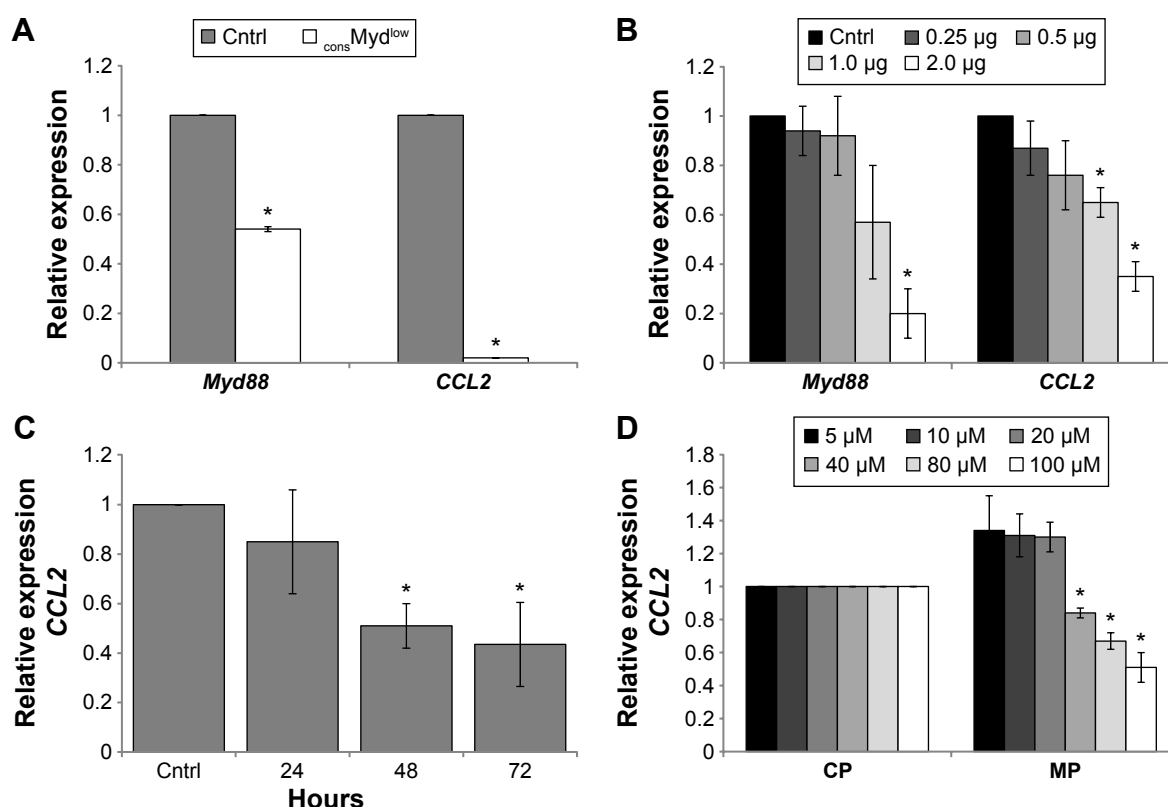 A
Cntrl consMydlow
Relative expression
1.2
1
0.8
0.6
0.4
0.2
0
*
*
Myd88 CCL2
B
Cntrl 0.25 µg 0.5 µg
1.0 µg 2.0 µg
Relative expression
1.2
1
0.8
0.6
0.4
0.2
0
*
*
*
Myd88 CCL2
C
Relative expression
CCL2
1.2
1
0.8
0.6
0.4
0.2
0
*
*
Cntrl 24 48 72
Hours
D
5 µM 10 µM 20 µM
40 µM 80 µM 100 µM
Relative expression
CCL2
1.8
1.6
1.4
1.2
1
0.8
0.6
0.4
0.2
0
*
*
*
CP MP